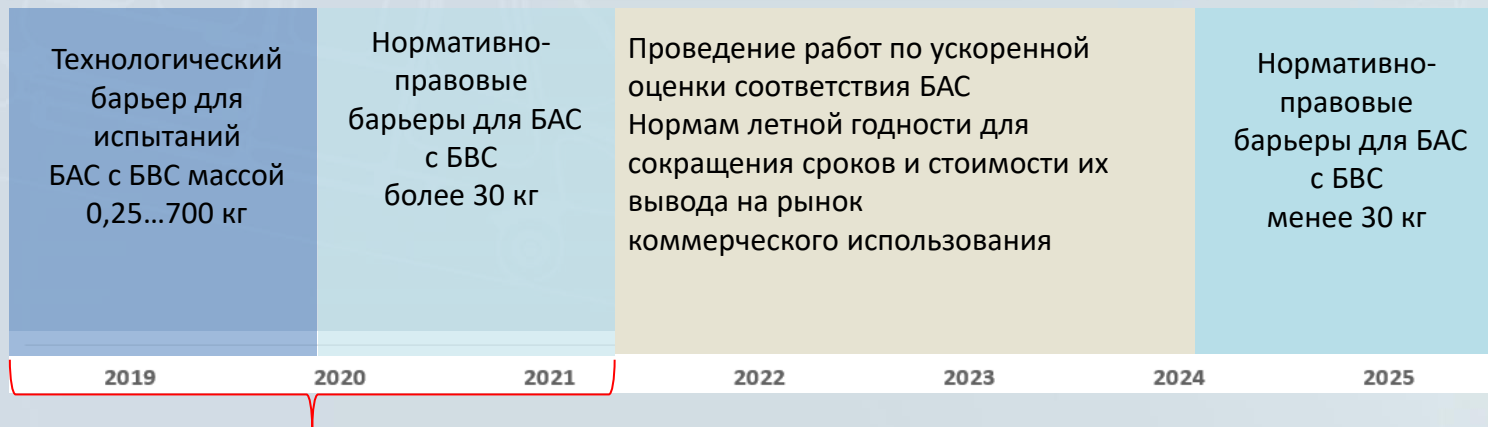 Технологический
барьер для
испытаний
БАС с БВС массой
0,25…700 кг
Нормативно-
правовые
барьеры для БАС
с БВС
более 30 кг
Проведение работ по ускоренной
оценки соответствия БАС
Нормам летной годности для
сокращения сроков и стоимости их
вывода на рынок
коммерческого использования
Нормативно-
правовые
барьеры для БАС
с БВС
менее 30 кг
2019 2020 2021 2022 2023 2024 2025